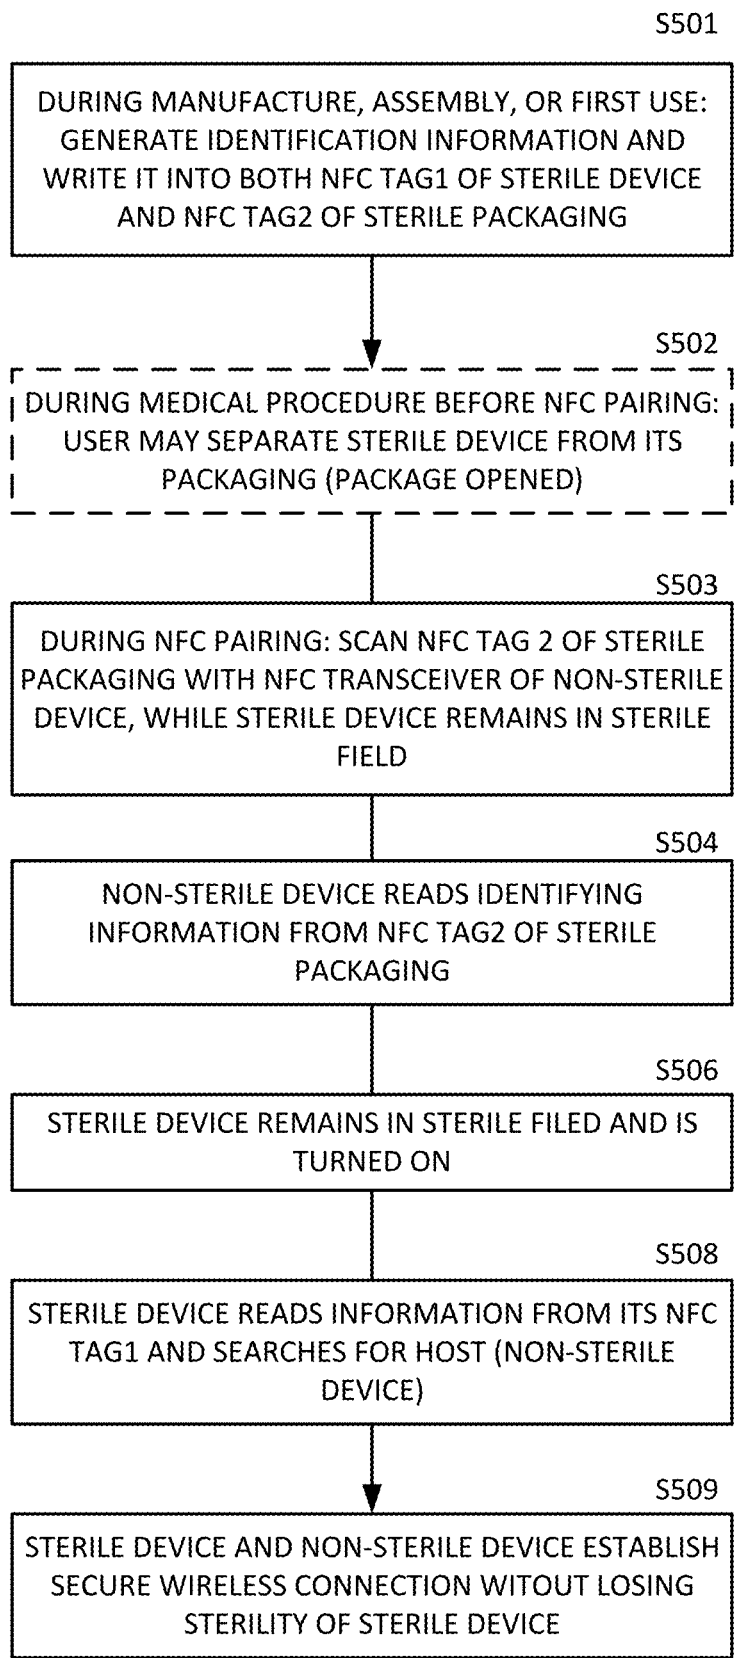 S501
DURING MANUFACTURE, ASSEMBLY, OR FIRST USE:
GENERATE IDENTIFICATION INFORMATION AND
WRITE IT INTO BOTH NFC TAG1 OF STERILE DEVICE
AND NFC TAG2 OF STERILE PACKAGING
S502
DURING MEDICAL PROCEDURE BEFORE NFC PAIRING:
USER MAY SEPARATE STERILE DEVICE FROM ITS
PACKAGING (PACKAGE OPENED)
S503
DURING NFC PAIRING: SCAN NFC TAG 2 OF STERILE
PACKAGING WITH NFC TRANSCEIVER OF NON-STERILE
DEVICE, WHILE STERILE DEVICE REMAINS IN STERILE
FIELD
S504
NON-STERILE DEVICE READS IDENTIFYING
INFORMATION FROM NFC TAG2 OF STERILE
PACKAGING
S506
STERILE DEVICE REMAINS IN STERILE FILED AND IS
TURNED ON
S508
STERILE DEVICE READS INFORMATION FROM ITS NFC
TAG1 AND SEARCHES FOR HOST (NON-STERILE
DEVICE)
S509
STERILE DEVICE AND NON-STERILE DEVICE ESTABLISH
SECURE WIRELESS CONNECTION WITOUT LOSING
STERILITY OF STERILE DEVICE